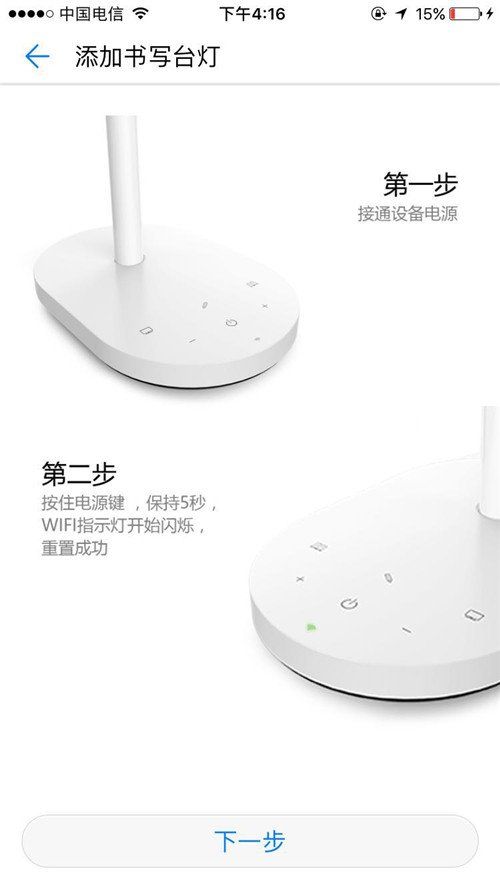 中国电信 下午4:16 15%
添加书写台灯
第一步
接通设备电源
第二步
按住电源键 ，保持5秒，
WIFI指示灯开始闪烁，
重置成功
下一步